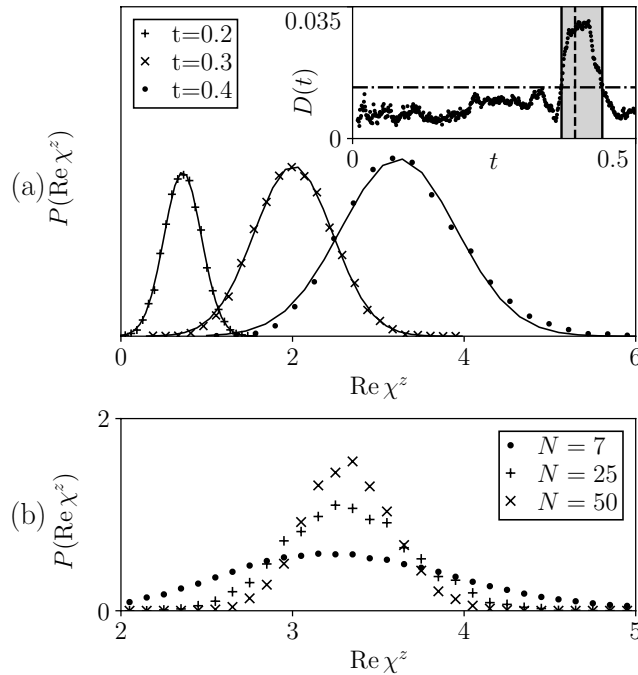 (a)
P(Re χ^z)
t=0.2
t=0.3
t=0.4
0.035
D(t)
0
0 t 0.5
0 2 4 6
Re χ^z
(b)
P(Re χ^z)
2
N = 7
N = 25
N = 50
0
2 3 4 5
Re χ^z